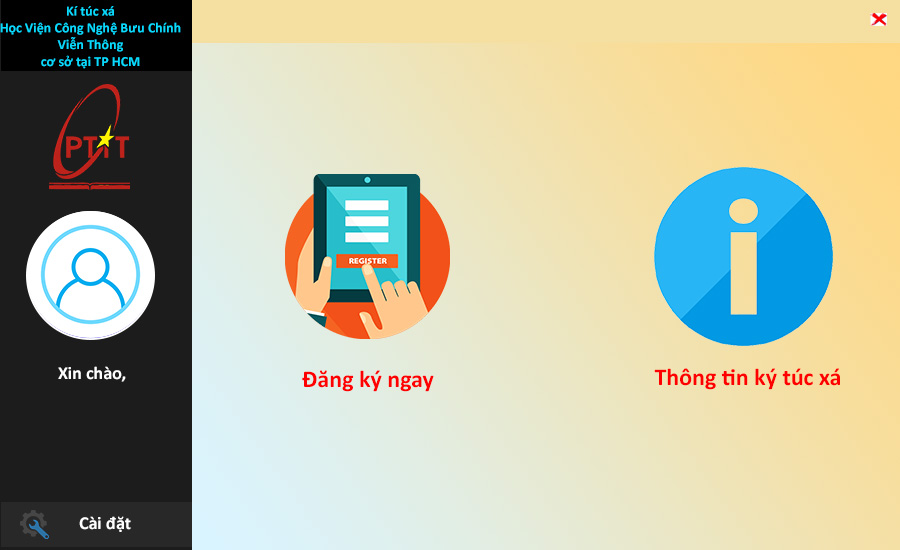 Kí túc xá
Học Viện Công Nghệ Bưu Chính
Viễn Thông
cơ sở tại TP HCM
PTIT
Xin chào,
Cài đặt
REGISTER
Đăng ký ngay
Thông tin ký túc xá